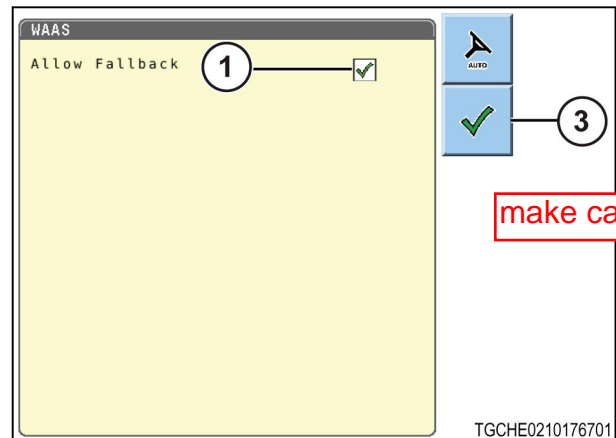 WAAS
Allow Fallback
1
AUTO
3
make ca
TGCHE0210176701